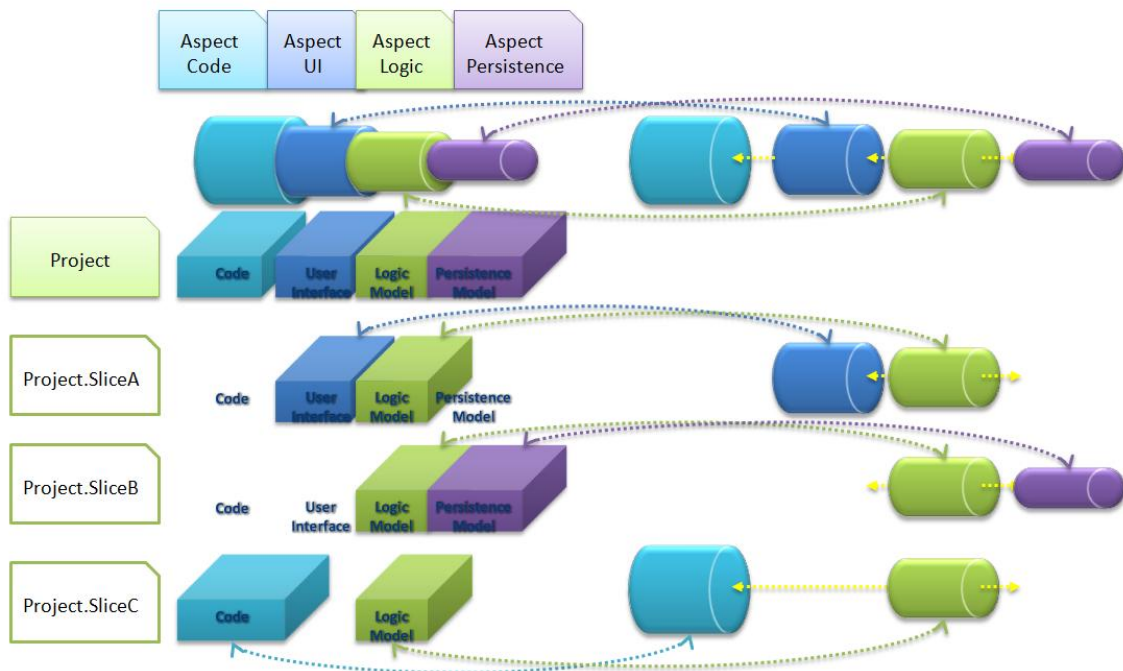 Aspect
Code
Aspect
UI
Aspect
Logic
Aspect
Persistence
Project
Code
User
Interface
Logic
Model
Persistence
Model
Project.SliceA
Code
User
Interface
Logic
Model
Persistence
Model
Project.SliceB
Code
User
Interface
Logic
Model
Persistence
Model
Project.SliceC
Code
Logic
Model